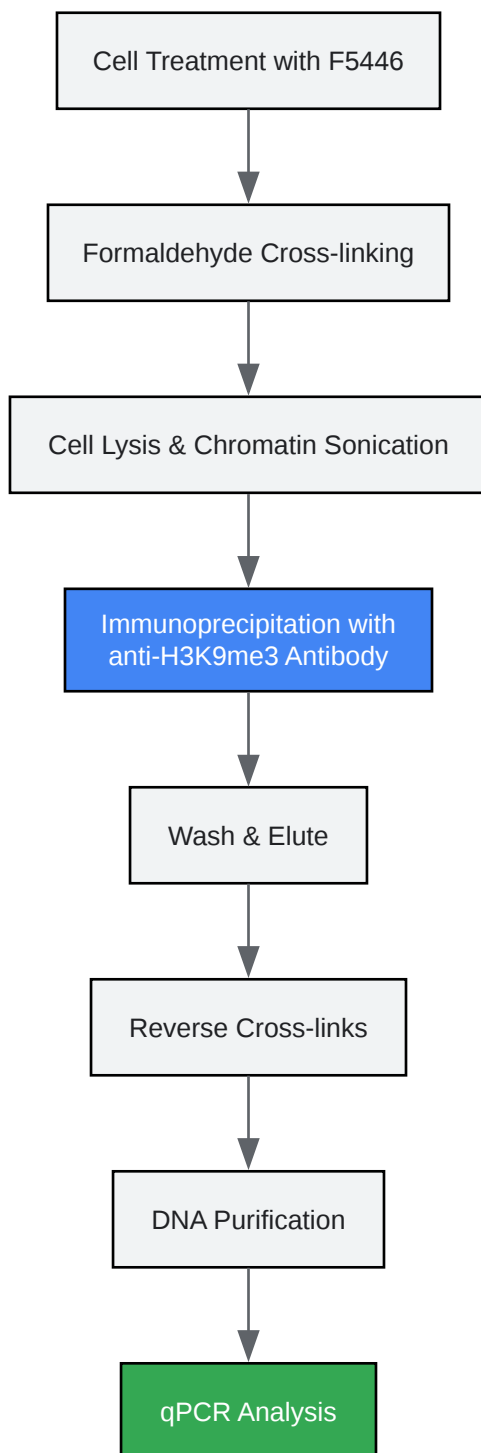 Cell Treatment with F5446
Formaldehyde Cross-linking
Cell Lysis & Chromatin Sonication
Immunoprecipitation with
anti-H3K9me3 Antibody
Wash & Elute
Reverse Cross-links
DNA Purification
qPCR Analysis